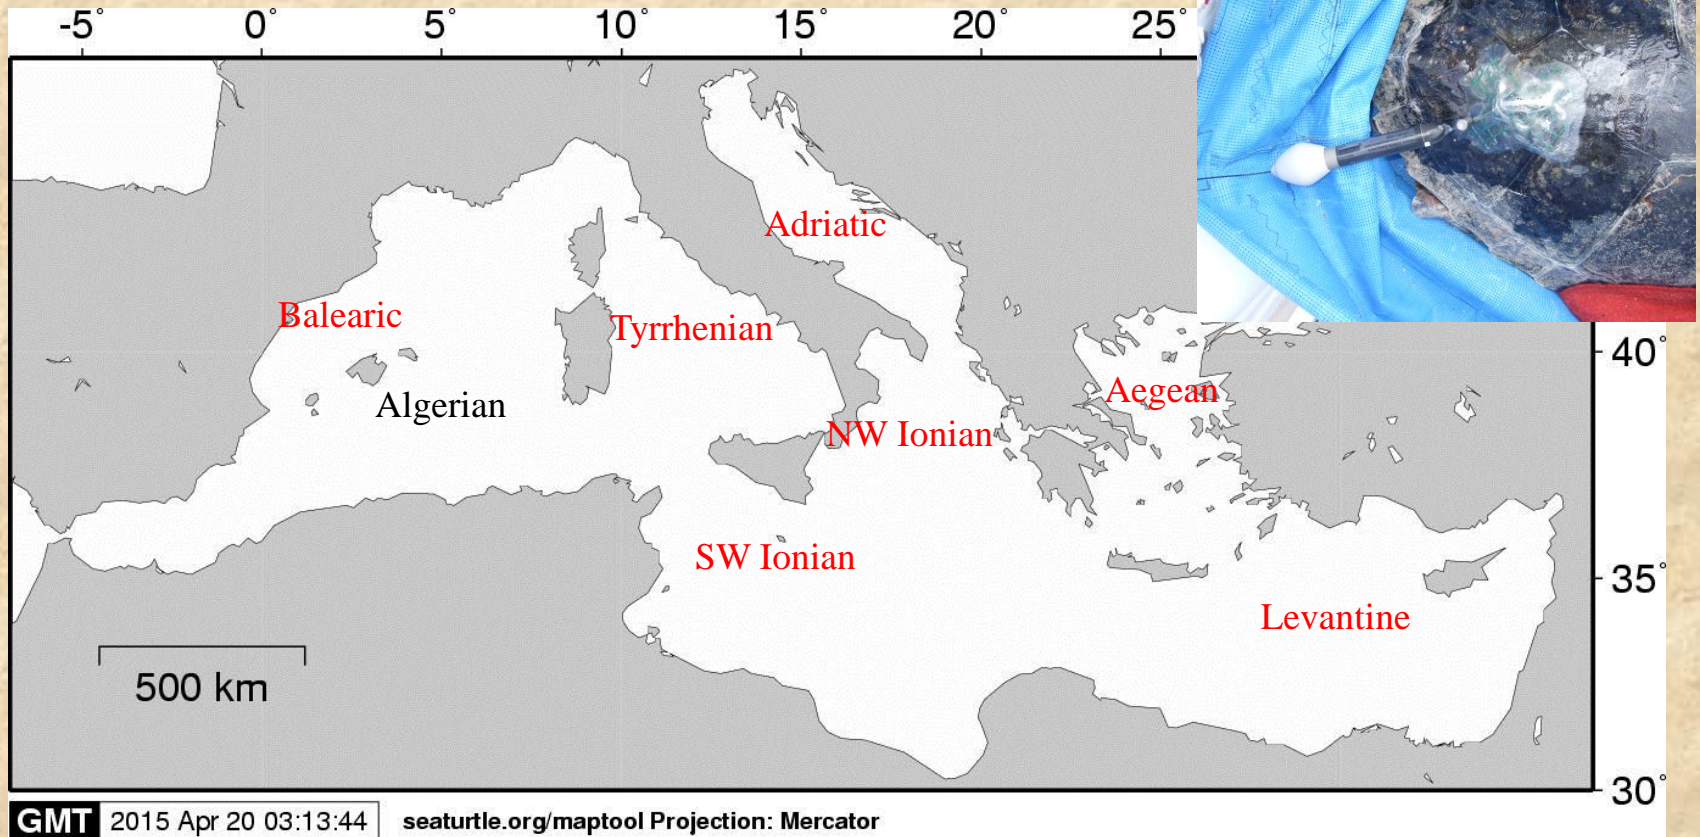 -5° 0° 5° 10° 15° 20° 25°
Adriatic
Balearic
Tyrrhenian
40°
Aegean
Algerian
NW Ionian
SW Ionian
35°
Levantine
500 km
30°
GMT 2015 Apr 20 03:13:44 seaturtle.org/maptool Projection: Mercator